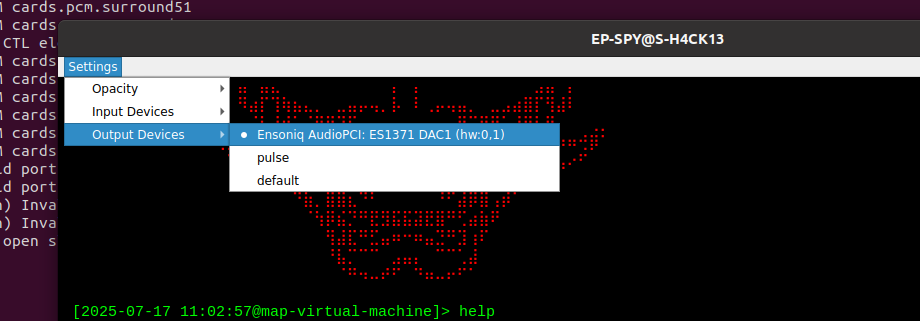 M cards.pcm.surround51
M cards
CTL el
M cards
M cards
M cards
M cards
M cards
ld port
ld port
) Inva
) Inva
open s
EP-SPY@S-H4CK13
Settings
Opacity
Input Devices
Output Devices
Ensoniq AudioPCI: ES1371 DAC1 (hw:0,1)
pulse
default
[2025-07-17 11:02:57@map-virtual-machine]> help